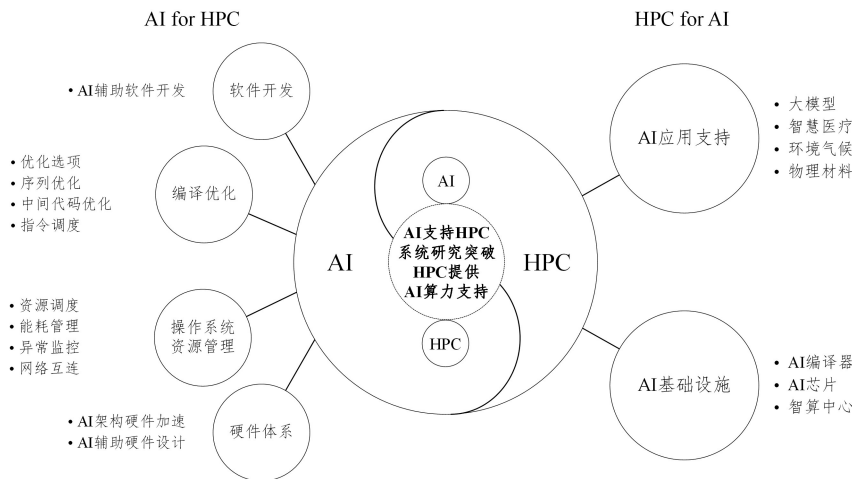 AI for HPC
HPC for AI
软件开发
• AI辅助软件开发
编译优化
• 优化选项
• 序列优化
• 中间代码优化
• 指令调度
操作系统
资源管理
• 资源调度
• 能耗管理
• 异常监控
• 网络互连
硬件体系
• AI架构硬件加速
• AI辅助硬件设计
AI
AI
AI支持HPC
系统研究突破
HPC提供
AI算力支持
HPC
HPC
AI应用支持
• 大模型
• 智慧医疗
• 环境气候
• 物理材料
AI基础设施
• AI编译器
• AI芯片
• 智算中心